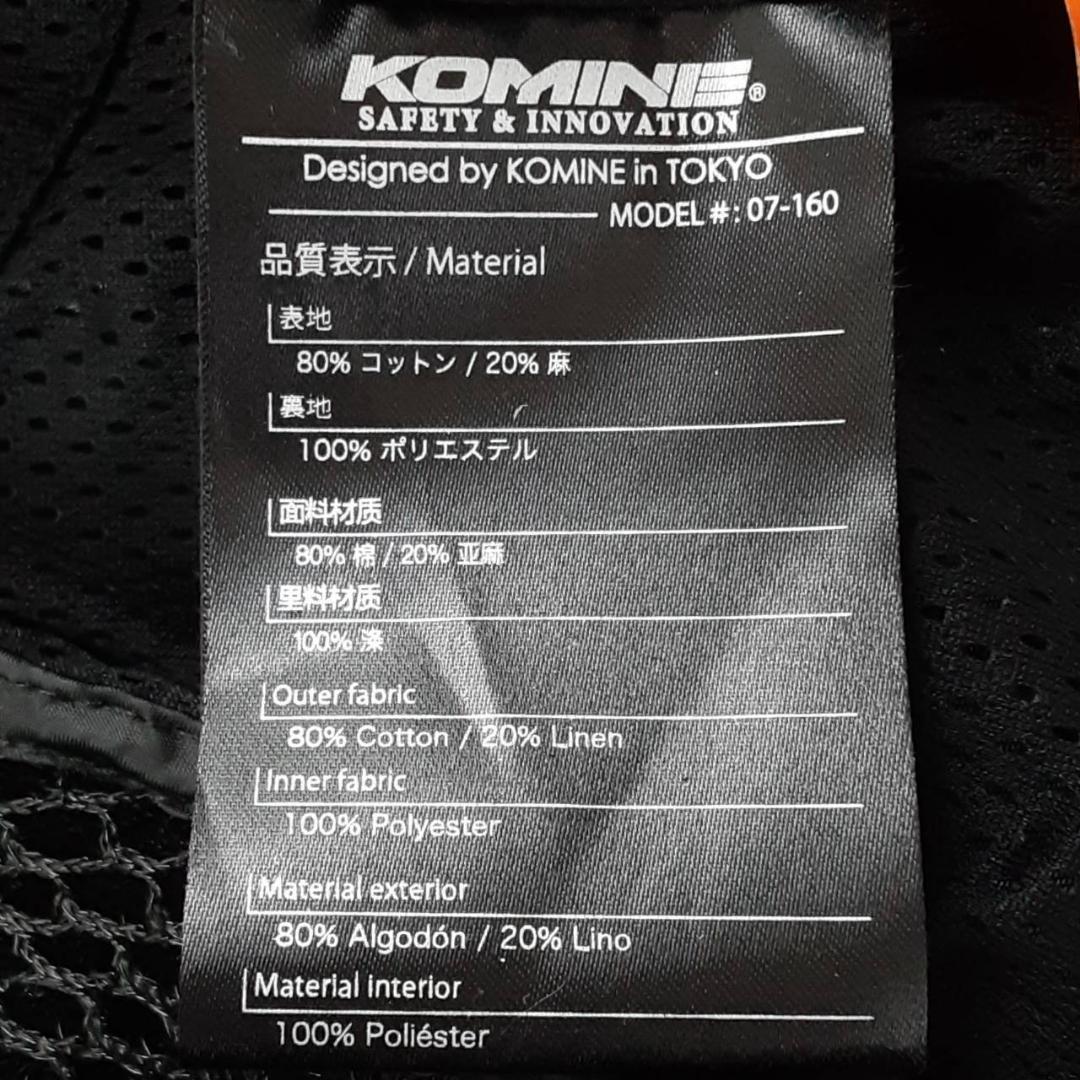 KOMINE®
SAFETY & INNOVATION
Designed by KOMINE in TOKYO
MODEL #: 07-160
品質表示 / Material
表地
80% コットン / 20% 麻
裏地
100% ポリエステル
面料材质
80% 棉 / 20% 亚麻
里料材质
100% 涤
Outer fabric
80% Cotton / 20% Linen
Inner fabric
100% Polyester
Material exterior
80% Algodón / 20% Lino
Material interior
100% Poliéster